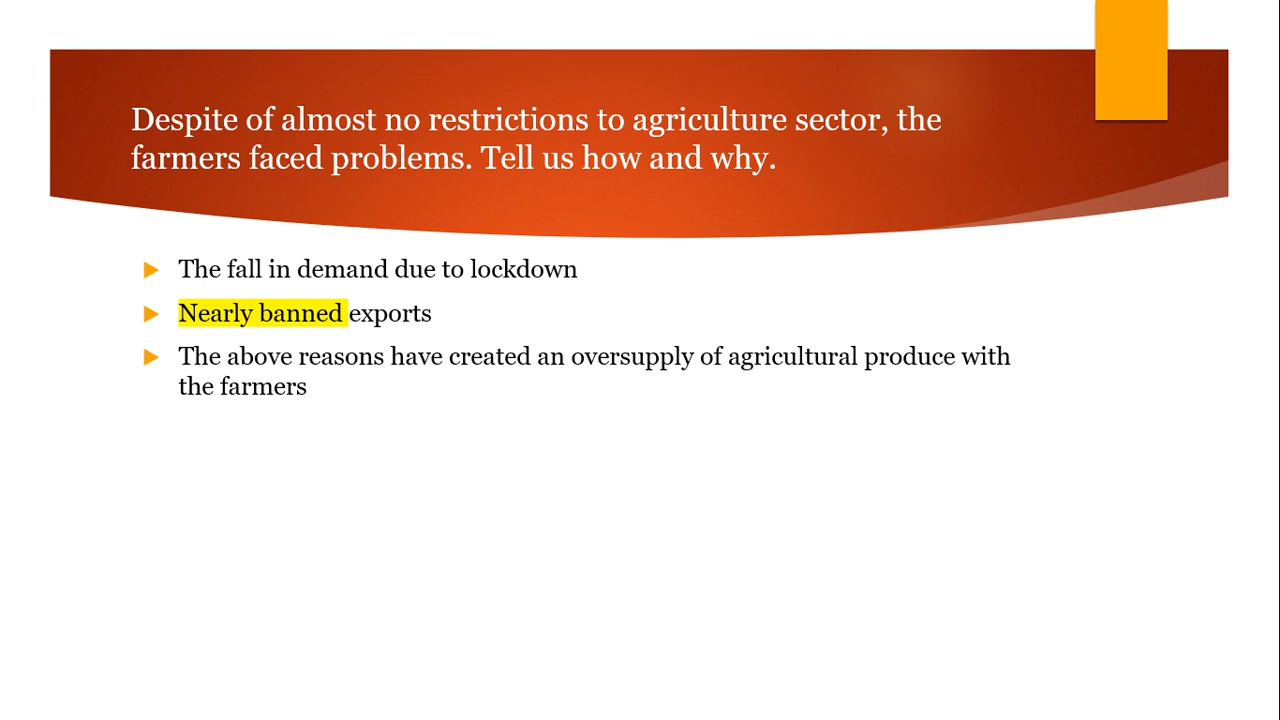 Despite of almost no restrictions to agriculture sector, the
farmers faced problems. Tell us how and why.
The fall in demand due to lockdown
Nearly banned exports
The above reasons have created an oversupply of agricultural produce with
the farmers